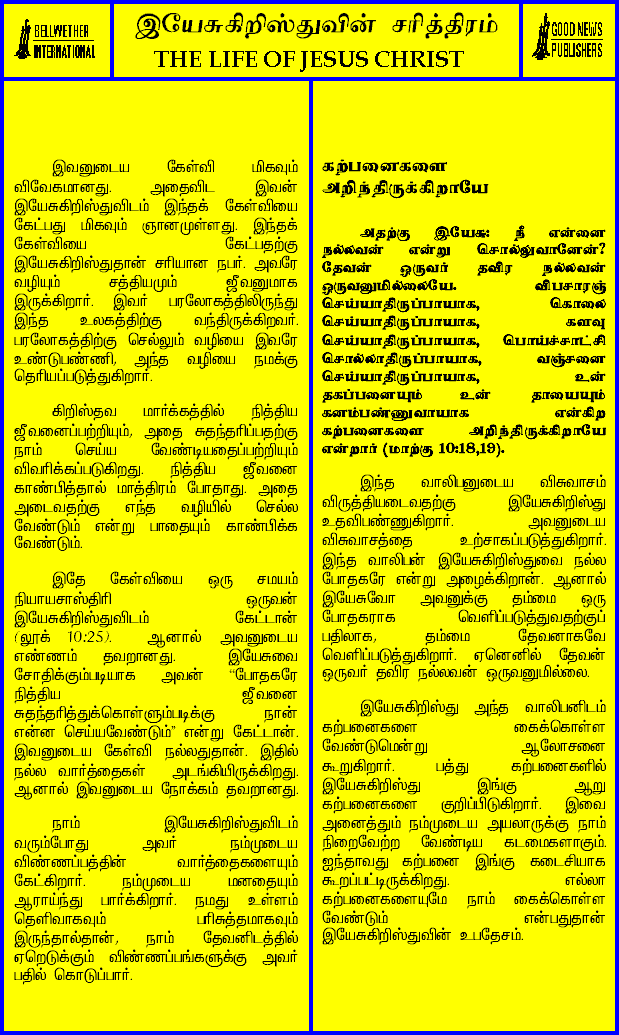 BELLWETHER
INTERNATIONAL
இயேசுகிறிஸ்துவின் சரித்திரம்
THE LIFE OF JESUS CHRIST
GOOD NEWS
PUBLISHERS
இவனுடைய கேள்வி மிகவும்
விவேகமானது. அதைவிட இவன்
இயேசுகிறிஸ்துவிடம் இந்தக் கேள்வியை
கேட்பது மிகவும் ஞானமுள்ளது. இந்தக்
கேள்வியை கேட்பதற்கு
இயேசுகிறிஸ்துதான் சரியான நபர். அவரே
வழியும் சத்தியமும் ஜீவனுமாக
இருக்கிறார். இவர் பரலோகத்திலிருந்து
இந்த உலகத்திற்கு வந்திருக்கிறவர்.
பரலோகத்திற்கு செல்லும் வழியை இவரே
உண்டுபண்ணி, அந்த வழியை நமக்கு
தெரியப்படுத்துகிறார்.
கிறிஸ்தவ மார்க்கத்தில் நித்திய
ஜீவனைப்பற்றியும், அதை சுதந்தரிப்பதற்கு
நாம் செய்ய வேண்டியதைப்பற்றியும்
விவரிக்கப்படுகிறது. நித்திய ஜீவனை
காண்பித்தால் மாத்திரம் போதாது. அதை
அடைவதற்கு எந்த வழியில் செல்ல
வேண்டும் என்று பாதையும் காண்பிக்க
வேண்டும்.
இதே கேள்வியை ஒரு சமயம்
நியாயசாஸ்திரி ஒருவன்
இயேசுகிறிஸ்துவிடம் கேட்டான்
(லூக் 10:25). ஆனால் அவனுடைய
எண்ணம் தவறானது. இயேசுவை
சோதிக்கும்படியாக அவன் “போதகரே
நித்திய ஜீவனை
சுதந்தரித்துக்கொள்ளும்படிக்கு நான்
என்ன செய்யவேண்டும்” என்று கேட்டான்.
இவனுடைய கேள்வி நல்லதுதான். இதில்
நல்ல வார்த்தைகள் அடங்கியிருக்கிறது.
ஆனால் இவனுடைய நோக்கம் தவறானது.
நாம் இயேசுகிறிஸ்துவிடம்
வரும்போது அவர் நம்முடைய
விண்ணப்பத்தின் வார்த்தைகளையும்
கேட்கிறார். நம்முடைய மனதையும்
ஆராய்ந்து பார்க்கிறார். நமது உள்ளம்
தெளிவாகவும் பரிசுத்தமாகவும்
இருந்தால்தான், நாம் தேவனிடத்தில்
ஏறெடுக்கும் விண்ணப்பங்களுக்கு அவர்
பதில் கொடுப்பார்.
கற்பனைகளை
அறிந்திருக்கிறாயே
அதற்கு இயேசு: நீ என்னை
நல்லவன் என்று சொல்லுவானேன்?
தேவன் ஒருவர் தவிர நல்லவன்
ஒருவனுமில்லையே. விபசாரஞ்
செய்யாதிருப்பாயாக, கொலை
செய்யாதிருப்பாயாக, களவு
செய்யாதிருப்பாயாக, பொய்ச்சாட்சி
சொல்லாதிருப்பாயாக, வஞ்சனை
செய்யாதிருப்பாயாக, உன்
தகப்பனையும் உன் தாயையும்
கனம்பண்ணுவாயாக என்கிற
கற்பனைகளை அறிந்திருக்கிறாயே
என்றார் (மாற்கு 10:18,19).
இந்த வாலிபனுடைய விசுவாசம்
விருத்தியடைவதற்கு இயேசுகிறிஸ்து
உதவிபண்ணுகிறார். அவனுடைய
விசுவாசத்தை உற்சாகப்படுத்துகிறார்.
இந்த வாலிபன் இயேசுகிறிஸ்துவை நல்ல
போதகரே என்று அழைக்கிறான். ஆனால்
இயேசுவோ அவனுக்கு தம்மை ஒரு
போதகராக வெளிப்படுத்துவதற்குப்
பதிலாக, தம்மை தேவனாகவே
வெளிப்படுத்துகிறார். ஏனெனில் தேவன்
ஒருவர் தவிர நல்லவன் ஒருவனுமில்லை.
இயேசுகிறிஸ்து அந்த வாலிபனிடம்
கற்பனைகளை கைக்கொள்ள
வேண்டுமென்று ஆலோசனை
கூறுகிறார். பத்து கற்பனைகளில்
இயேசுகிறிஸ்து இங்கு ஆறு
கற்பனைகளை குறிப்பிடுகிறார். இவை
அனைத்தும் நம்முடைய அயலாருக்கு நாம்
நிறைவேற்ற வேண்டிய கடமைகளாகும்.
ஐந்தாவது கற்பனை இங்கு கடைசியாக
கூறப்பட்டிருக்கிறது. எல்லா
கற்பனைகளையுமே நாம் கைக்கொள்ள
வேண்டும் என்பதுதான்
இயேசுகிறிஸ்துவின் உபதேசம்.